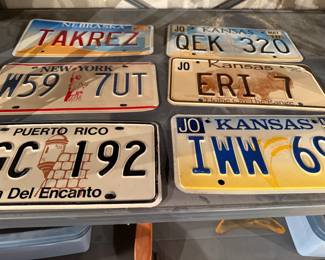 NEBRASKA
TAKREZ
NEW YORK
W59 7UT
PUERTO RICO
GC 192
Del Encanto
JO KANSAS
QEK 320
JO KANSAS
ERI 7
JO KANSAS
IWW 60